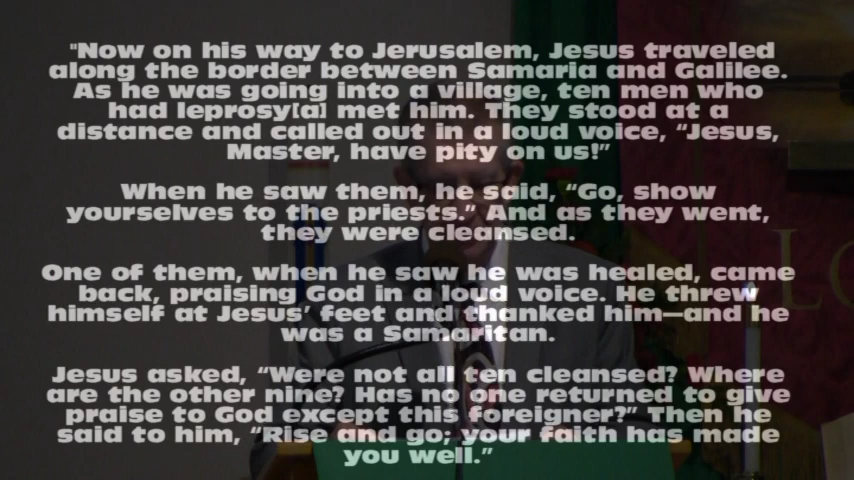 "Now on his way to Jerusalem, Jesus traveled
along the border between Samaria and Galilee.
As he was going into a village, ten men who
had leprosy[a] met him. They stood at a
distance and called out in a loud voice, “Jesus,
Master, have pity on us!”
When he saw them, he said, “Go, show
yourselves to the priests.” And as they went,
they were cleansed.
One of them, when he saw he was healed, came
back, praising God in a loud voice. He threw
himself at Jesus’ feet and thanked him—and he
was a Samaritan.
Jesus asked, “Were not all ten cleansed? Where
are the other nine? Has no one returned to give
praise to God except this foreigner?” Then he
said to him, “Rise and go; your faith has made
you well.”